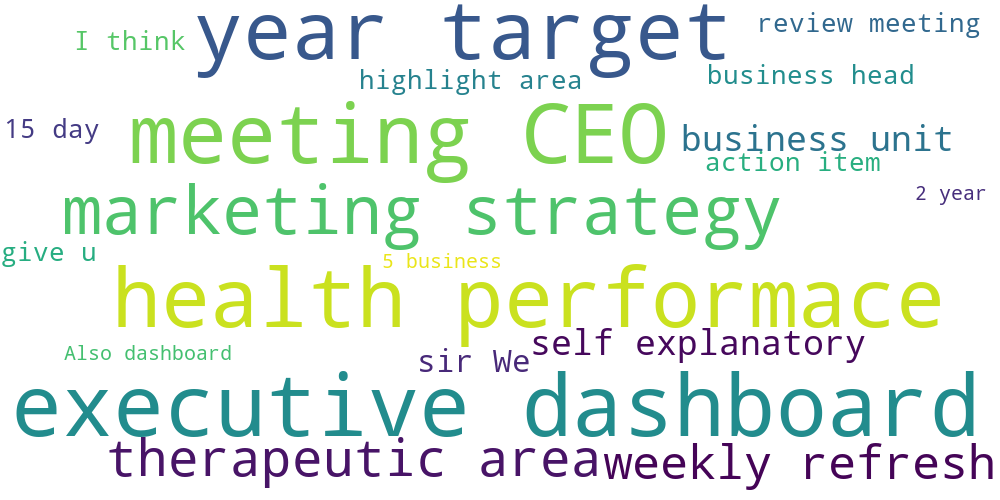 year target
review meeting
I think
highlight area
business head
meeting CEO
15 day
business unit
action item
marketing strategy
2 year
give u
5 business
health performace
self explanatory
Also dashboard
sir We
executive dashboard
therapeutic area
weekly refresh